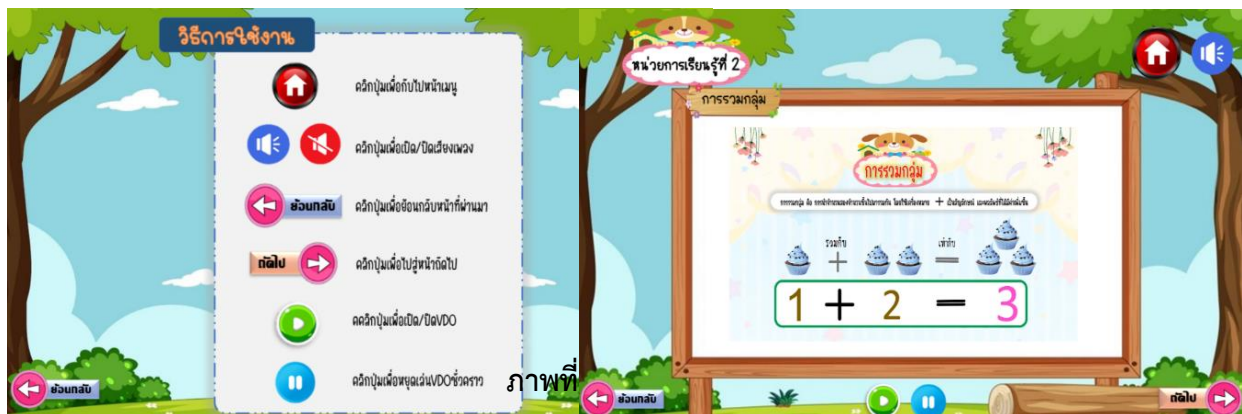 วิธีการใช้งาน
คลิกปุ่มเพื่อกับไปหน้าเมนู
คลิกปุ่มเพื่อเปิด/ปิดเสียงเพลง
ย้อนกลับ
คลิกปุ่มเพื่อย้อนกลับหน้าที่ผ่านมา
ถัดไป
คลิกปุ่มเพื่อไปสู่หน้าถัดไป
คคลิกปุ่มเพื่อเปิด/ปิดVDO
คลิกปุ่มเพื่อหยุดเล่นVDOชั่วคราว
ย้อนกลับ
ภาพที่
หน่วยการเรียนรู้ที่ 2
การรวมกลุ่ม
การรวมกลุ่ม
รวมกับ
เท่ากับ
+ =
1 + 2 = 3
ย้อนกลับ
ถัดไป